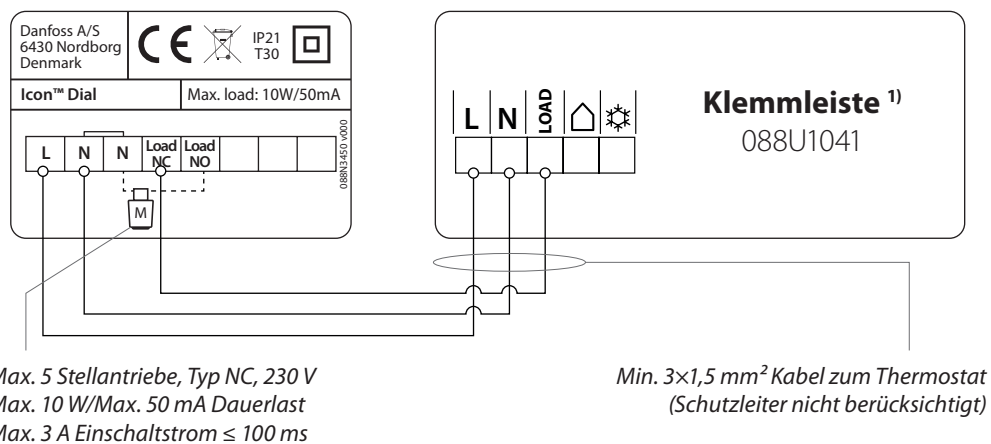 Danfoss A/S
6430 Nordborg
Denmark
CE
IP21
T30
Icon™ Dial
Max. load: 10W/50mA
L N N Load NC Load NO
088N3450 v000
M
L N LOAD
Klemmleiste ¹⁾
088U1041
Max. 5 Stellantriebe, Typ NC, 230 V
Max. 10 W/Max. 50 mA Dauerlast
Max. 3 A Einschaltstrom ≤ 100 ms
Min. 3×1,5 mm² Kabel zum Thermostat
(Schutzleiter nicht berücksichtigt)